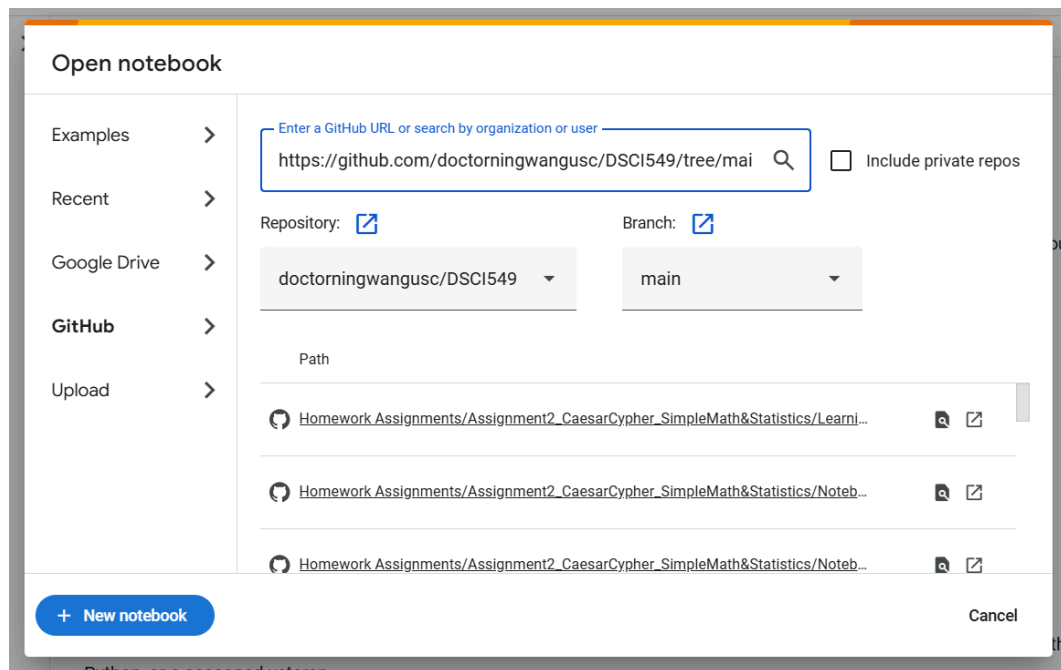 Open notebook
Examples
Recent
Google Drive
GitHub
Upload
Enter a GitHub URL or search by organization or user
https://github.com/doctorningwangusc/DSCI549/tree/mai
Include private repos
Repository:
Branch:
doctorningwangusc/DSCI549
main
Path
Homework Assignments/Assignment2_CaesarCypher_SimpleMath&Statistics/Learni...
Homework Assignments/Assignment2_CaesarCypher_SimpleMath&Statistics/Noteb...
Homework Assignments/Assignment2_CaesarCypher_SimpleMath&Statistics/Noteb...
+ New notebook
Cancel